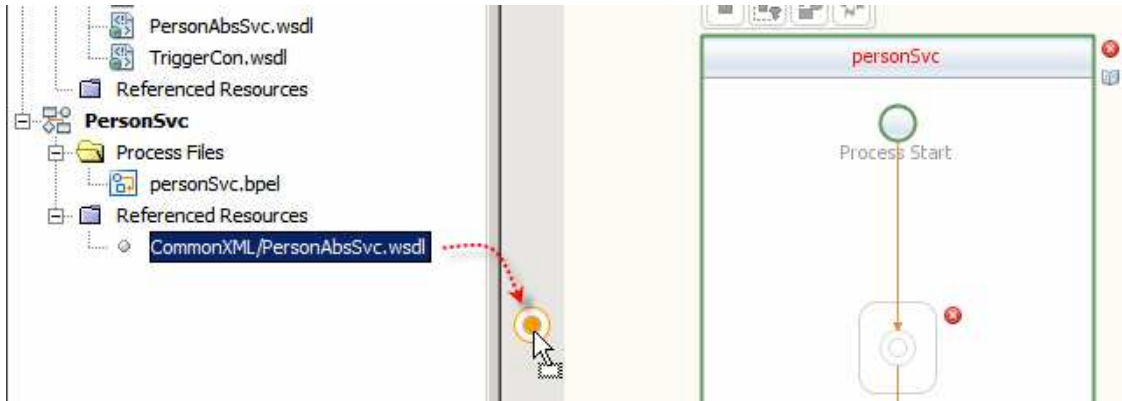 PersonAbsSvc.wsdl
TriggerCon.wsdl
Referenced Resources
PersonSvc
Process Files
personSvc.bpel
Referenced Resources
CommonXML/PersonAbsSvc.wsdl
personSvc
Process Start